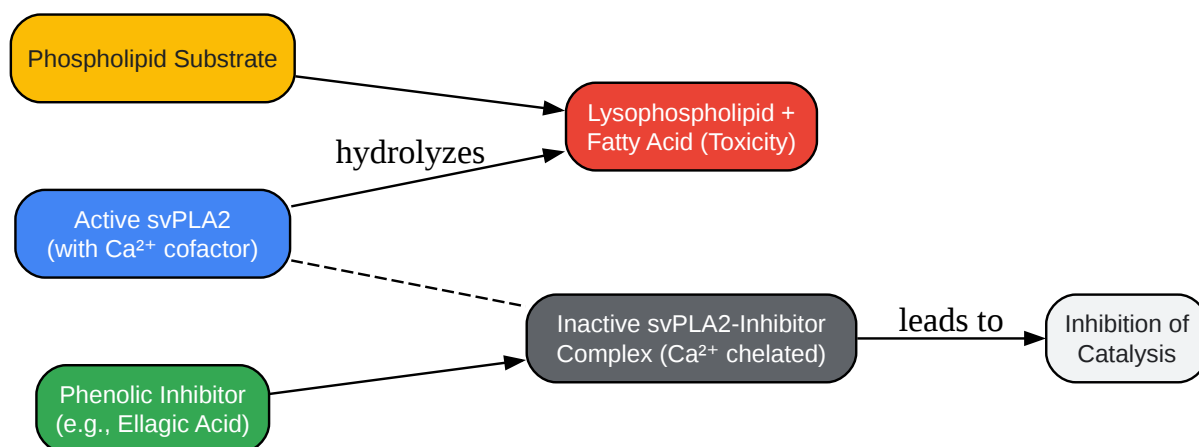 Phospholipid Substrate
Lysophospholipid +
Fatty Acid (Toxicity)
hydrolyzes
Active svPLA2
(with Ca²⁺ cofactor)
Inactive svPLA2-Inhibitor
Complex (Ca²⁺ chelated)
leads to
Inhibition of
Catalysis
Phenolic Inhibitor
(e.g., Ellagic Acid)